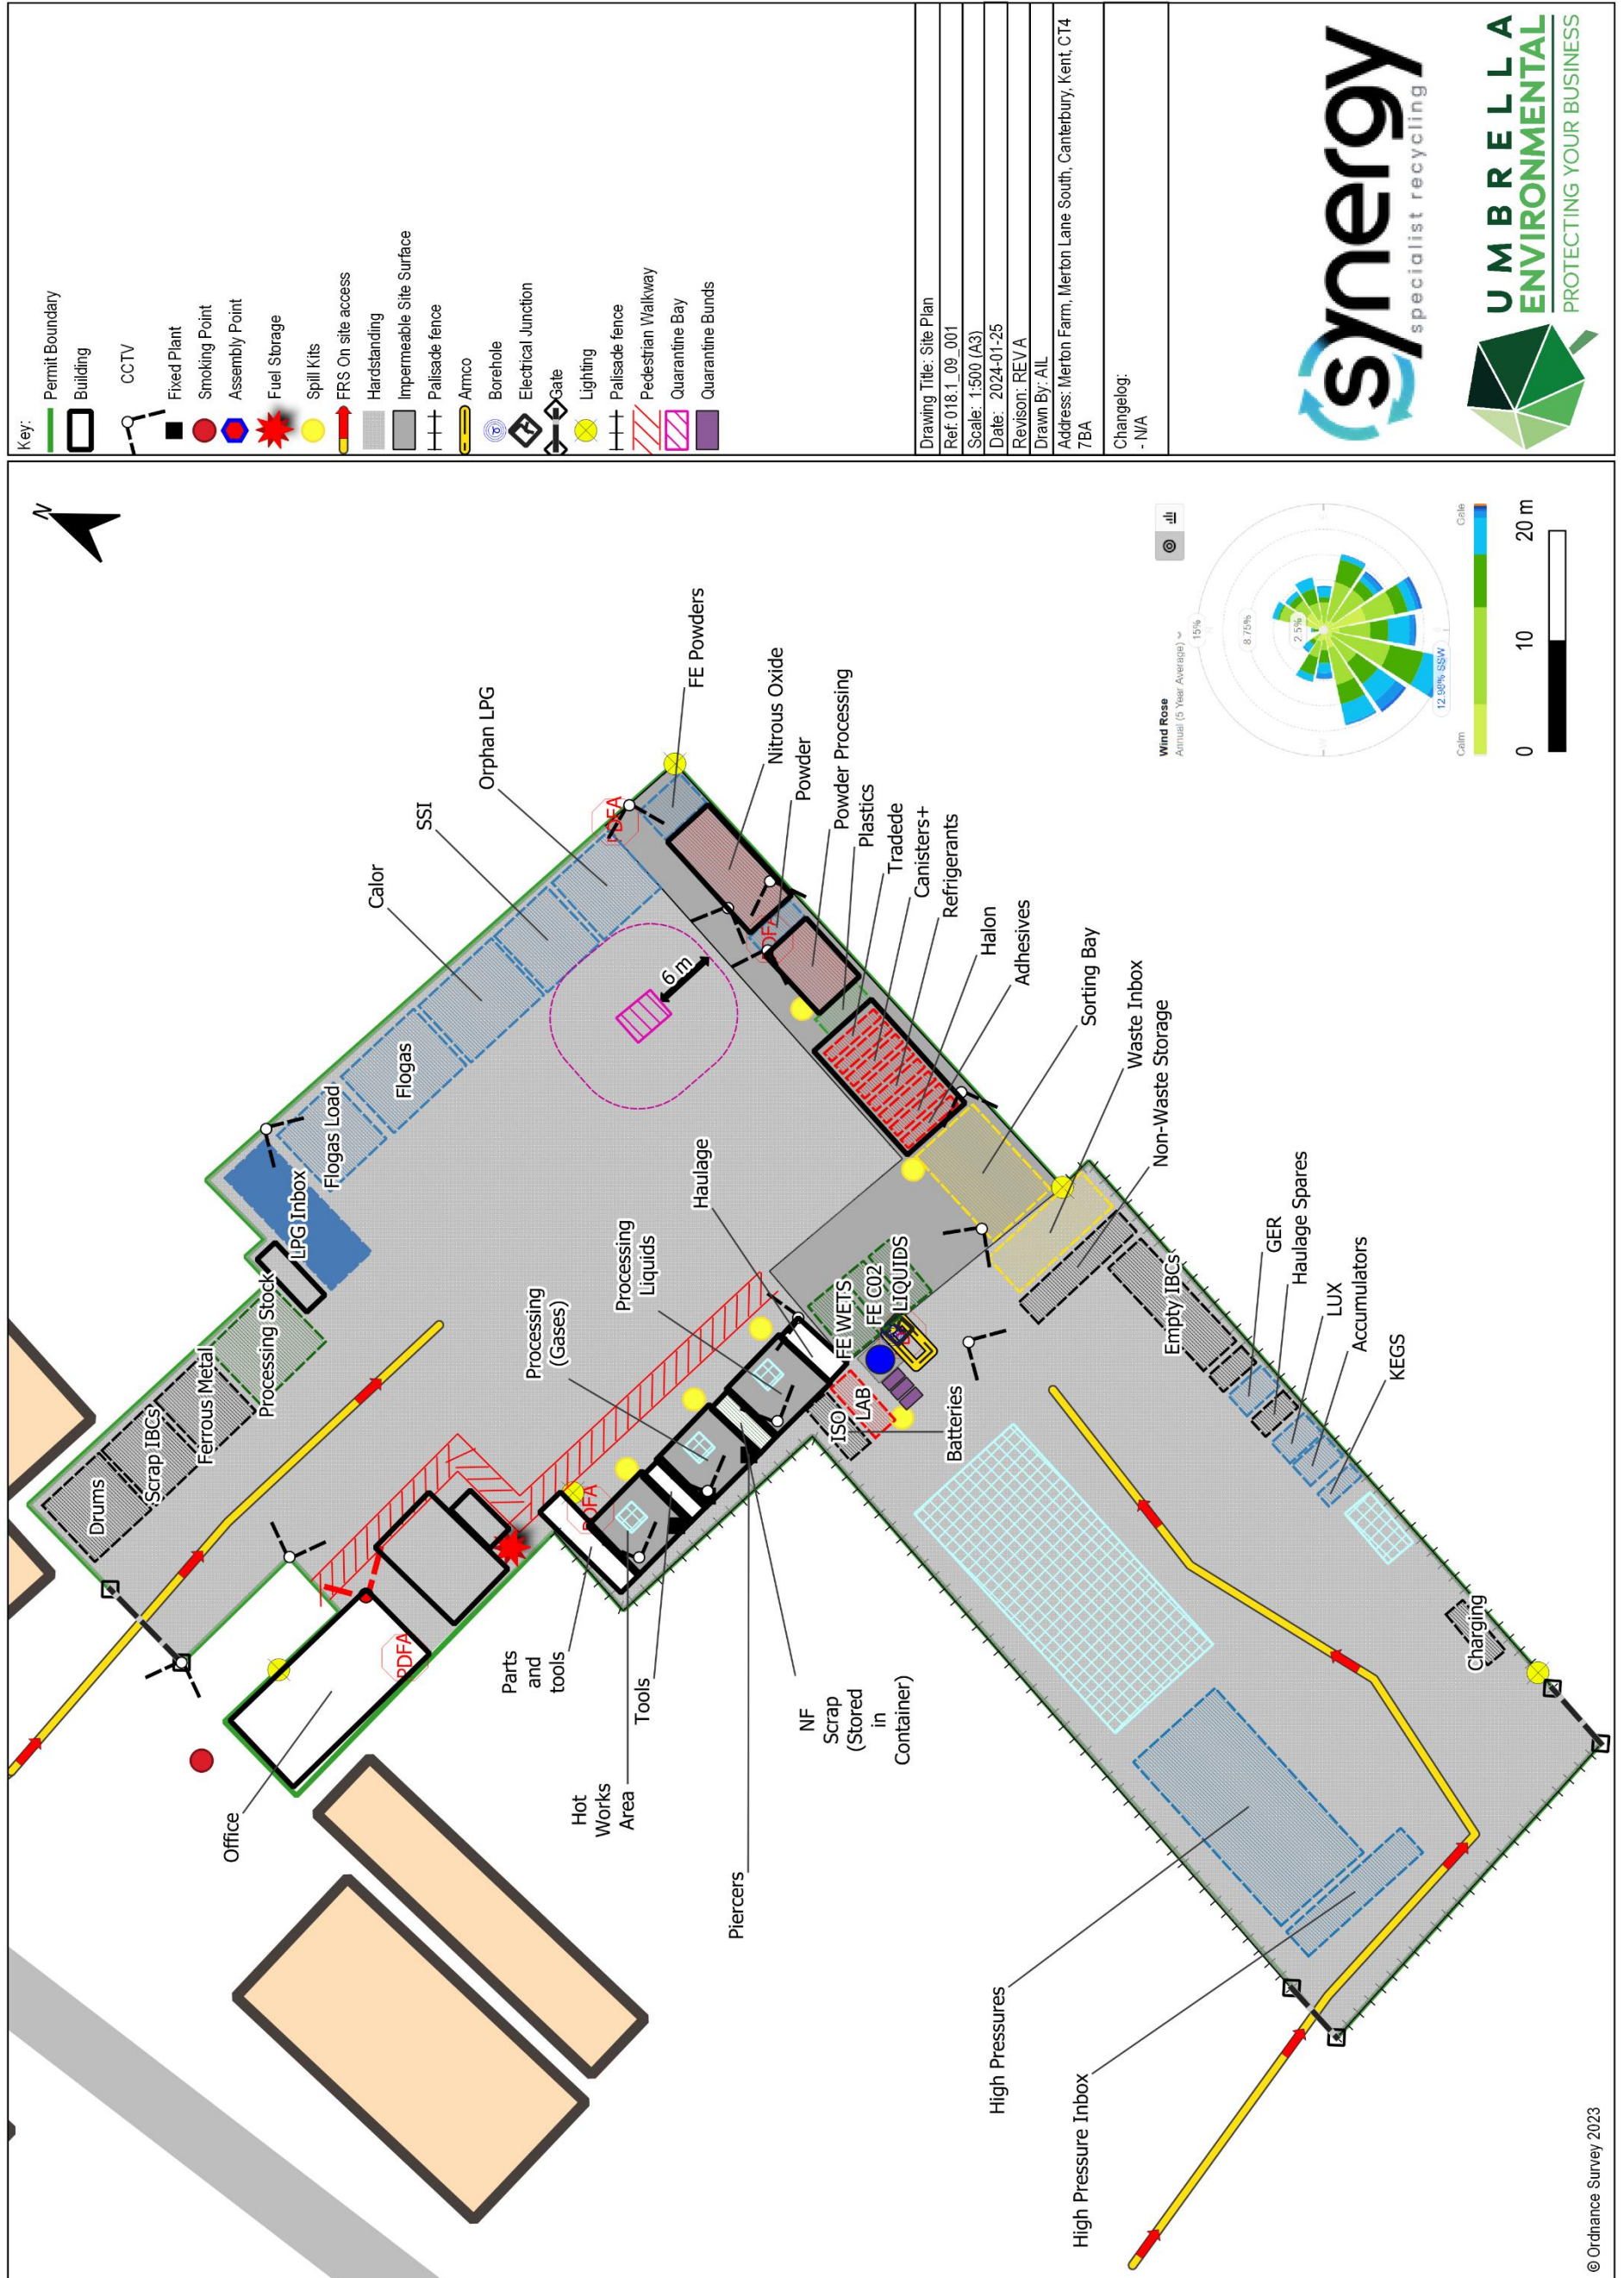 Key:
Permit Boundary
Building
CCTV
Fixed Plant
Smoking Point
Assembly Point
Fuel Storage
Spill Kits
FRS On site access
Hardstanding
Impermeable Site Surface
Palisade fence
Armco
Borehole
Electrical Junction
Gate
Lighting
Palisade fence
Pedestrian Walkway
Quarantine Bay
Quarantine Bunds
Drawing Title: Site Plan
Ref: 018.1_09_001
Scale: 1:500 (A3)
Date: 2024-01-25
Revison: REV A
Drawn By: AIL
Address: Merton Farm, Merton Lane South, Canterbury, Kent, CT4
7BA
Changelog:
- N/A
synergy
specialist recycling
UMBRELLA
ENVIRONMENTAL
PROTECTING YOUR BUSINESS
N
Drums
Scrap IBCs
Ferrous Metal
Processing Stock
LPG Inbox
Flogas Load
Flogas
Calor
SSI
Orphan LPG
PDFA
FE Powders
Nitrous Oxide
Powder
PDFA
Powder Processing
Plastics
Tradede
Canisters+
Refrigerants
Halon
Adhesives
Sorting Bay
Waste Inbox
Non-Waste Storage
6 m
Haulage
Processing
Liquids
Processing
(Gases)
FE WETS
FE C02
LIQUIDS
ISO
LAB
Batteries
Empty IBCs
GER
Haulage Spares
LUX
Accumulators
KEGS
Charging
PDFA
PDFA
Office
Parts
and
tools
Hot
Works
Area
Tools
NF
Scrap
(Stored
in
Container)
Piercers
High Pressures
High Pressure Inbox
Wind Rose
Annual (5 Year Average)
15%
8.75%
2.5%
12.98% SSW
Calm
Gale
0
10
20 m
© Ordnance Survey 2023